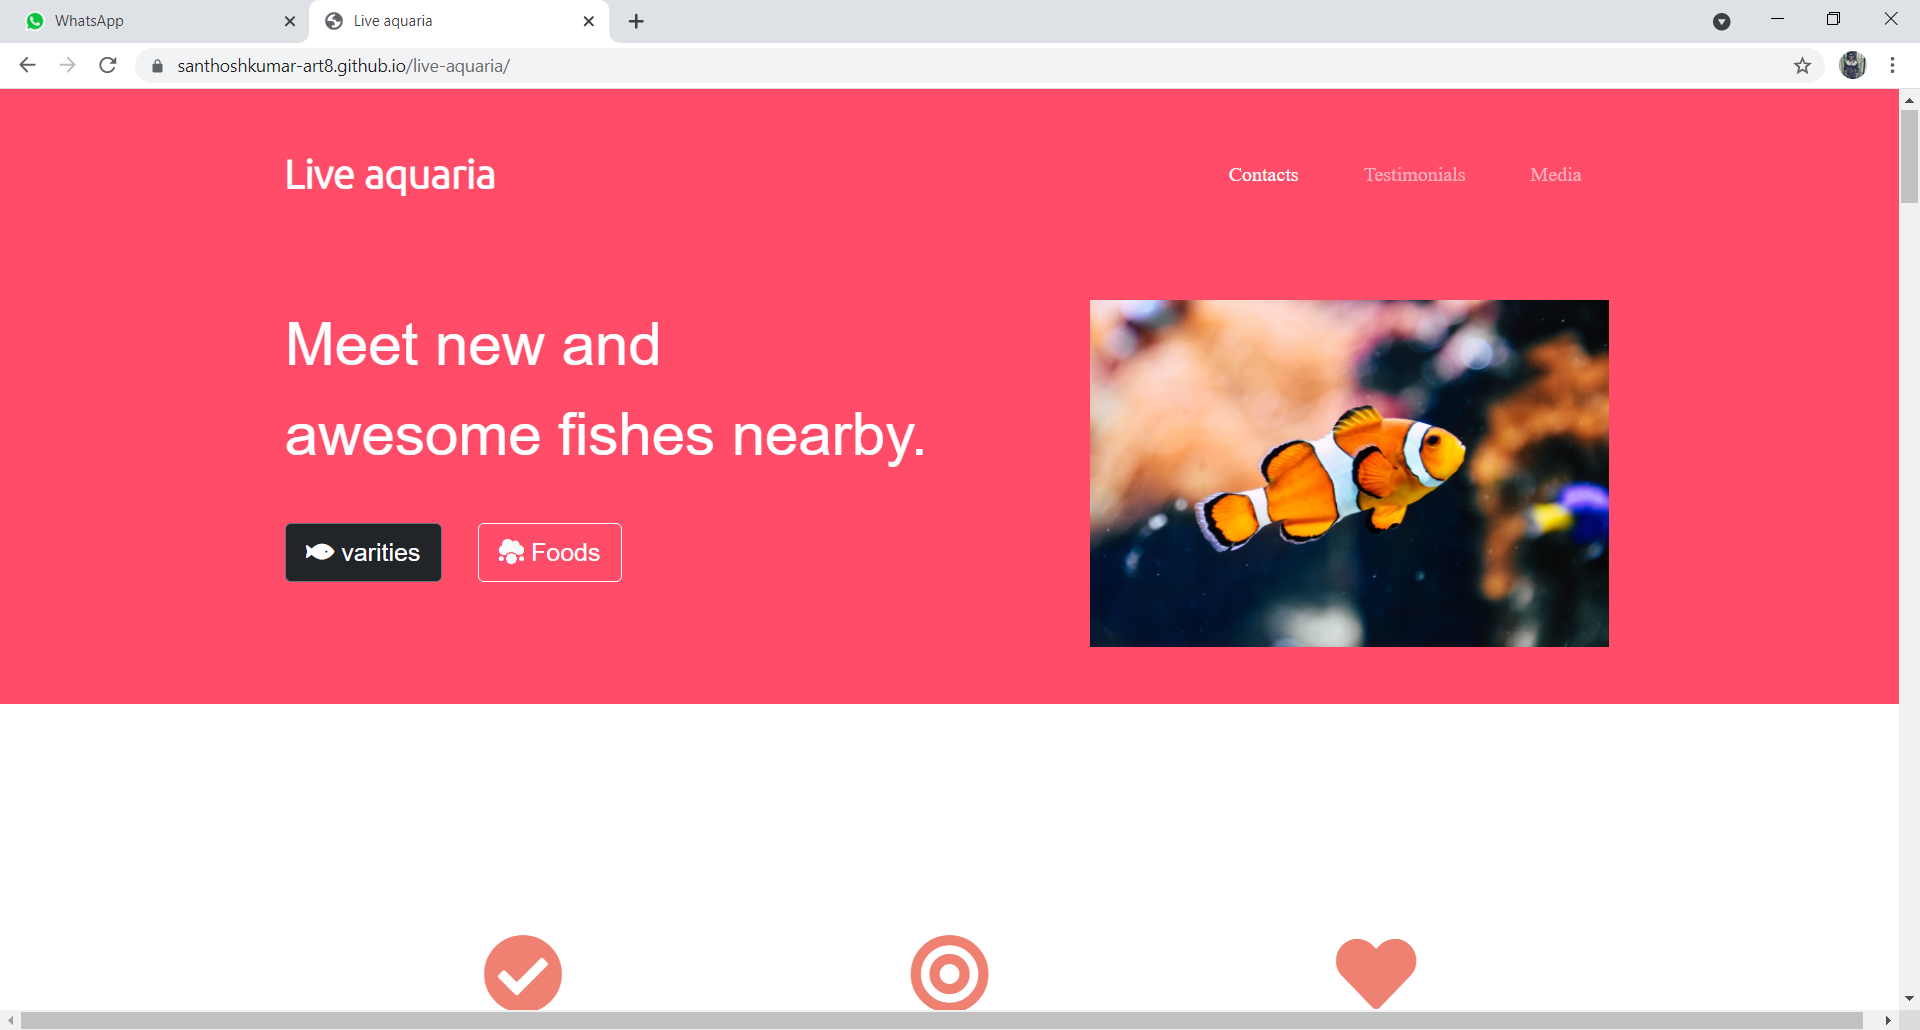 WhatsApp
Live aquaria
santhoshkumar-art8.github.io/live-aquaria/
Live aquaria
Contacts
Testimonials
Media
Meet new and
awesome fishes nearby.
varities
Foods